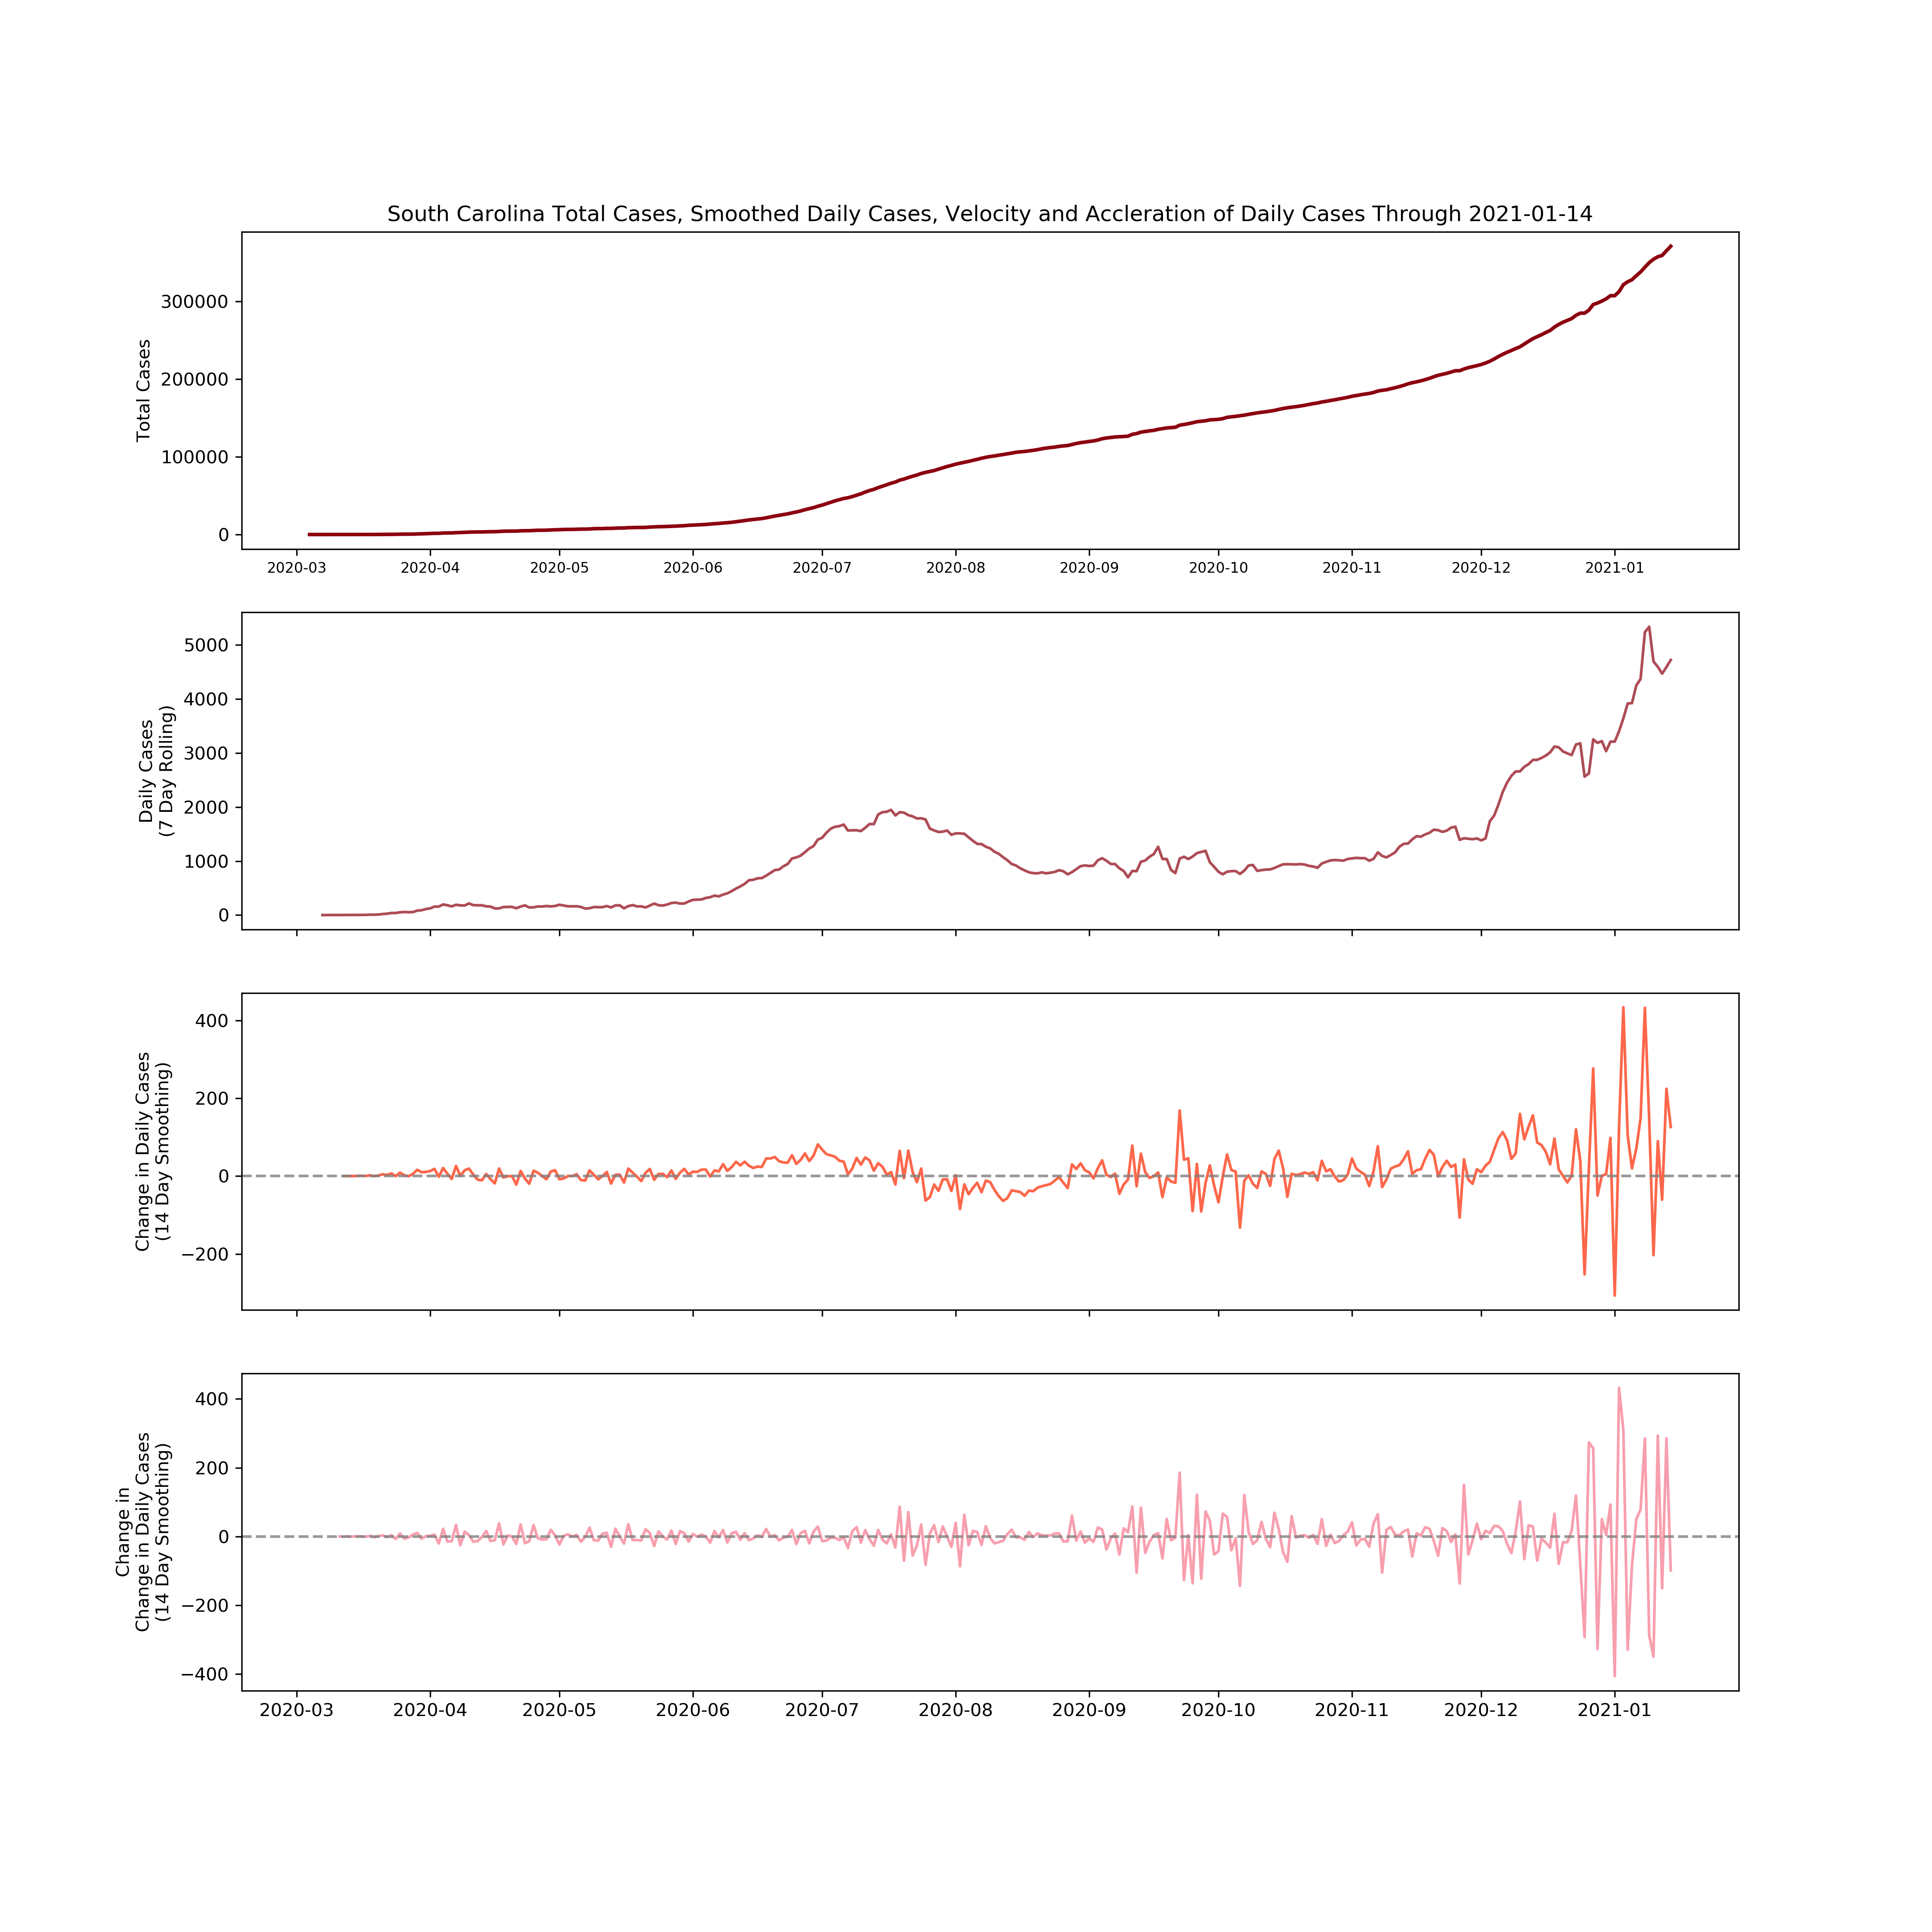 South Carolina Total Cases, Smoothed Daily Cases, Velocity and Accleration of Daily Cases Through 2021-01-14
Total Cases
300000
200000
100000
0
2020-03 2020-04 2020-05 2020-06 2020-07 2020-08 2020-09 2020-10 2020-11 2020-12 2021-01
Daily Cases
(7 Day Rolling)
5000
4000
3000
2000
1000
0
Change in Daily Cases
(14 Day Smoothing)
400
200
0
−200
Change in
Change in Daily Cases
(14 Day Smoothing)
400
200
0
−200
−400
2020-03 2020-04 2020-05 2020-06 2020-07 2020-08 2020-09 2020-10 2020-11 2020-12 2021-01